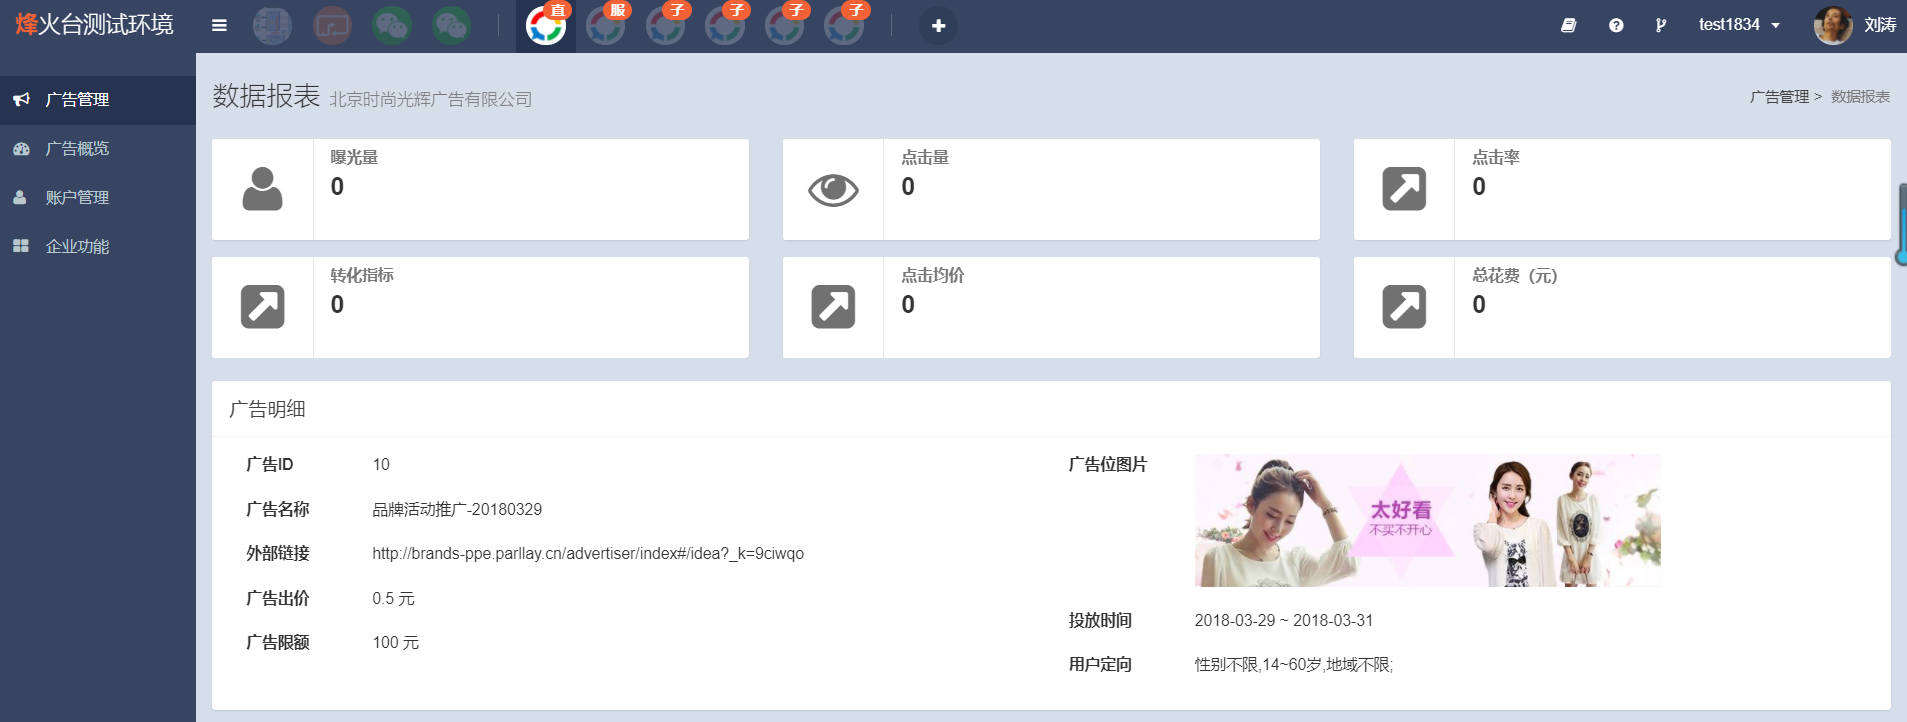 烽火台测试环境
直 服 子 子 子 子
test1834
刘涛
广告管理
广告概览
账户管理
企业功能
数据报表 北京时尚光辉广告有限公司
广告管理 > 数据报表
曝光量
0
点击量
0
点击率
0
转化指标
0
点击均价
0
总花费（元）
0
广告明细
广告ID 10
广告名称 品牌活动推广-20180329
外部链接 http://brands-ppe.parllay.cn/advertiser/index#/idea?_k=9ciwqo
广告出价 0.5 元
广告限额 100 元
广告位图片
太好看
不买不开心
投放时间 2018-03-29 ~ 2018-03-31
用户定向 性别不限,14~60岁,地域不限;